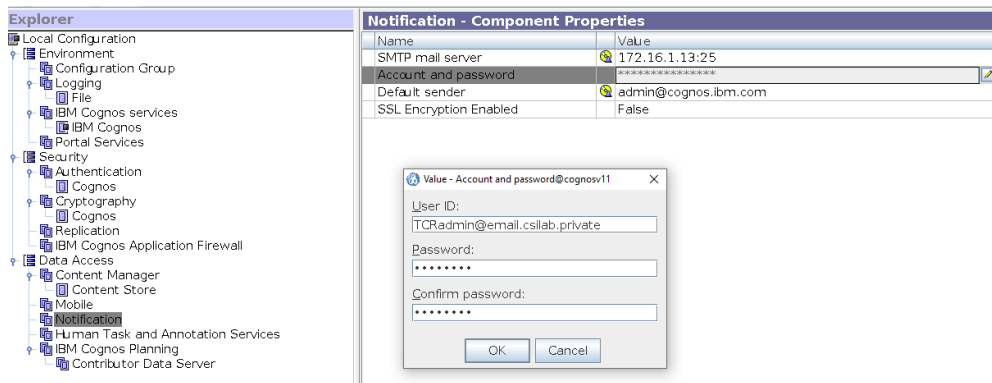 Explorer
Local Configuration
Environment
Configuration Group
Logging
File
IBM Cognos services
IBM Cognos
Portal Services
Security
Authentication
Cognos
Cryptography
Cognos
Replication
IBM Cognos Application Firewall
Data Access
Content Manager
Content Store
Mobile
Notification
Human Task and Annotation Services
IBM Cognos Planning
Contributor Data Server
Notification - Component Properties
Name Value
SMTP mail server 172.16.1.13:25
Account and password ***************
Default sender admin@cognos.ibm.com
SSL Encryption Enabled False
Value - Account and password@cognosv11
User ID:
TCRadmin@email.csilab.private
Password:
••••••••
Confirm password:
••••••••
OK Cancel